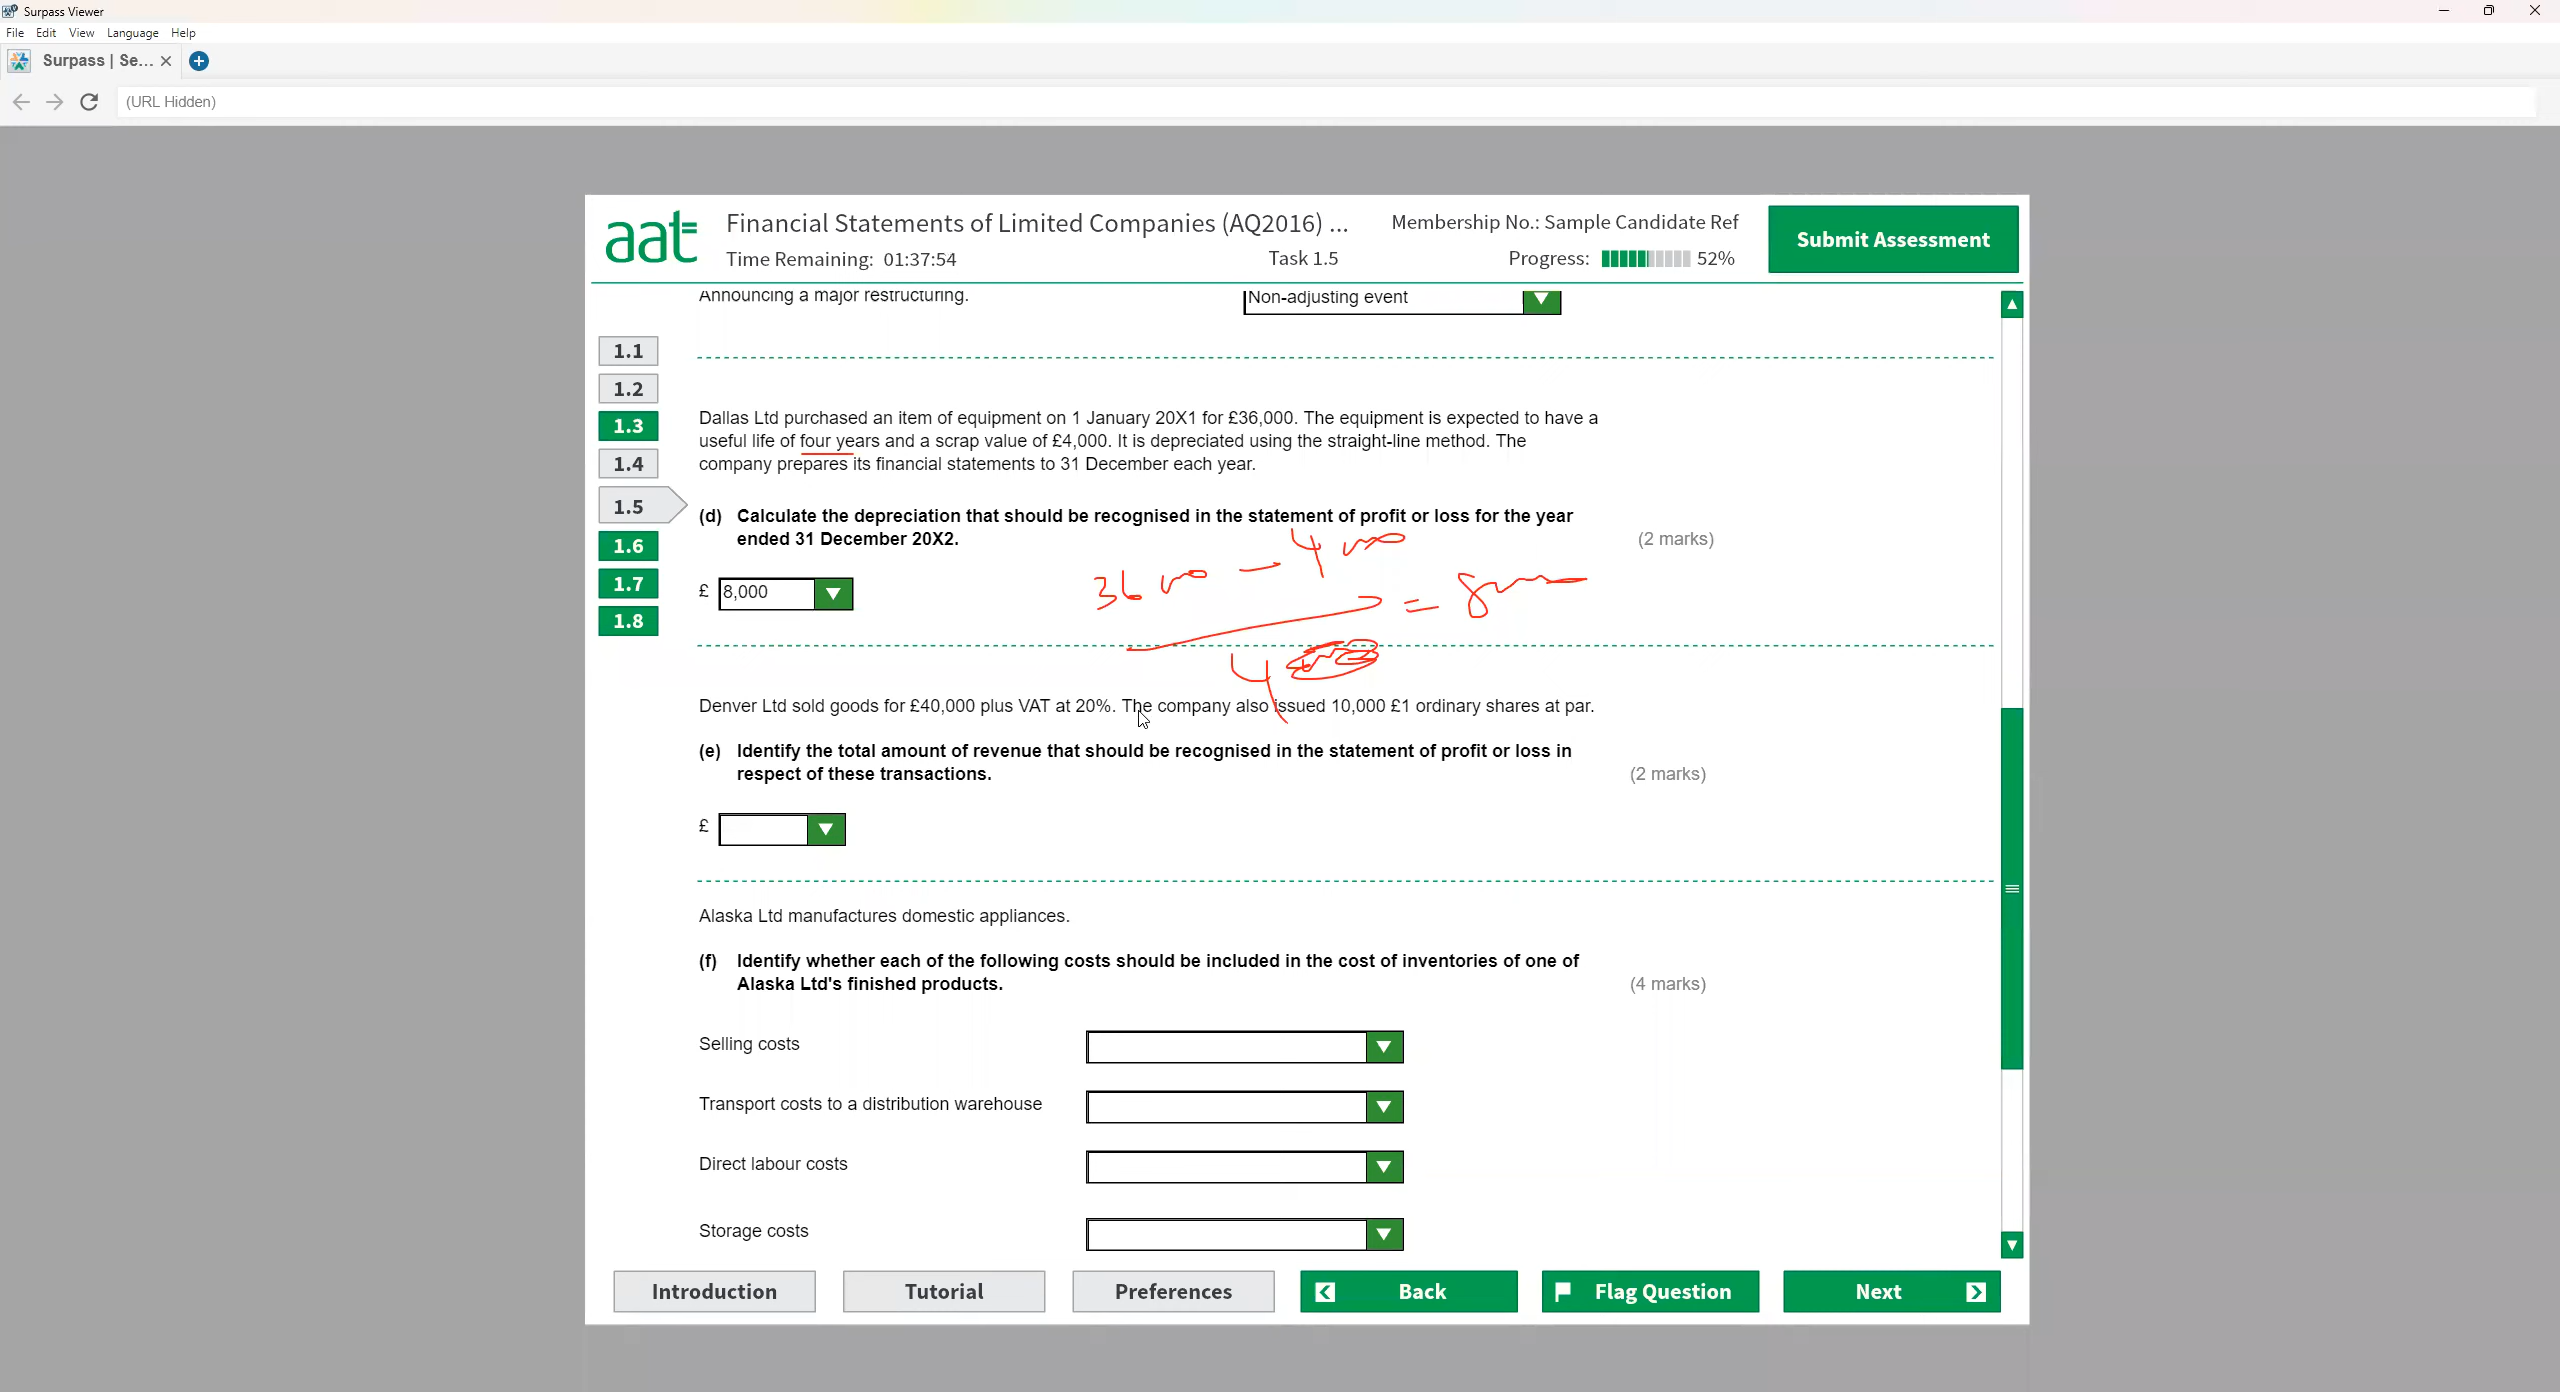 Surpass Viewer
File Edit View Language Help
Surpass | Se...
(URL Hidden)
aat
Financial Statements of Limited Companies (AQ2016) ...
Membership No.: Sample Candidate Ref
Submit Assessment
Time Remaining: 01:37:54
Task 1.5
Progress: 52%
Announcing a major restructuring.
Non-adjusting event
1.1
1.2
1.3
1.4
1.5
1.6
1.7
1.8
Dallas Ltd purchased an item of equipment on 1 January 20X1 for £36,000. The equipment is expected to have a
useful life of four years and a scrap value of £4,000. It is depreciated using the straight-line method. The
company prepares its financial statements to 31 December each year.
(d) Calculate the depreciation that should be recognised in the statement of profit or loss for the year
ended 31 December 20X2.
(2 marks)
£ 8,000
36 – 4
= 8
4
Denver Ltd sold goods for £40,000 plus VAT at 20%. The company also issued 10,000 £1 ordinary shares at par.
(e) Identify the total amount of revenue that should be recognised in the statement of profit or loss in
respect of these transactions.
(2 marks)
£
Alaska Ltd manufactures domestic appliances.
(f) Identify whether each of the following costs should be included in the cost of inventories of one of
Alaska Ltd's finished products.
(4 marks)
Selling costs
Transport costs to a distribution warehouse
Direct labour costs
Storage costs
Introduction
Tutorial
Preferences
Back
Flag Question
Next